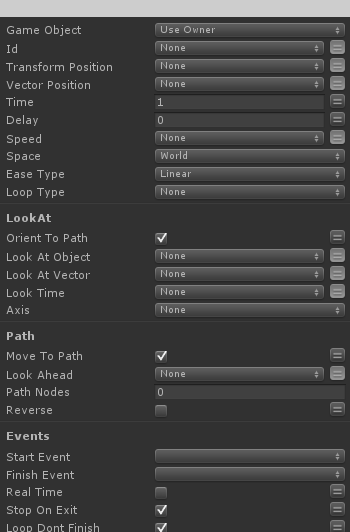 Game Object Use Owner
Id None
Transform Position None
Vector Position None
Time 1
Delay 0
Speed None
Space World
Ease Type Linear
Loop Type None
LookAt
Orient To Path
Look At Object None
Look At Vector None
Look Time None
Axis None
Path
Move To Path
Look Ahead None
Path Nodes 0
Reverse
Events
Start Event
Finish Event
Real Time
Stop On Exit
Loop Dont Finish